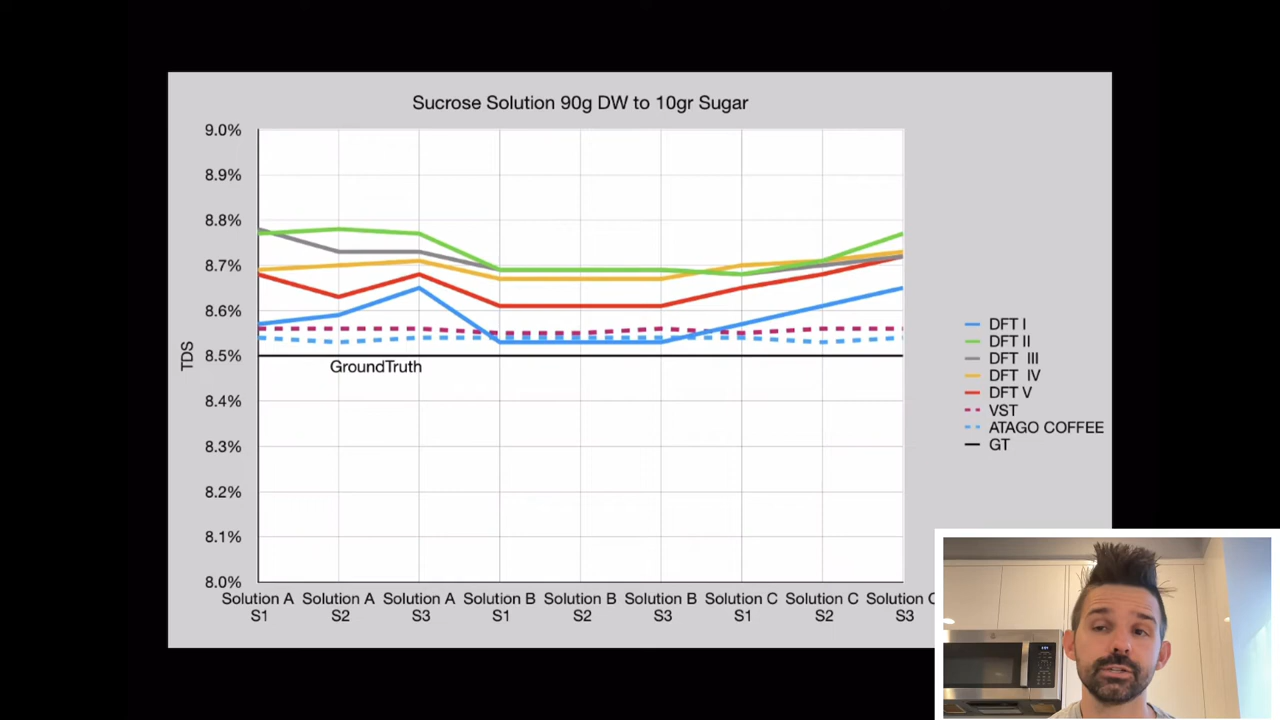 Sucrose Solution 90g DW to 10gr Sugar
9.0%
8.9%
8.8%
8.7%
8.6%
8.5%
8.4%
8.3%
8.2%
8.1%
8.0%
TDS
GroundTruth
DFT I
DFT II
DFT III
DFT IV
DFT V
VST
ATAGO COFFEE
GT
Solution A Solution A Solution A Solution B Solution B Solution B Solution C Solution C Solution
S1 S2 S3 S1 S2 S3 S1 S2 S3